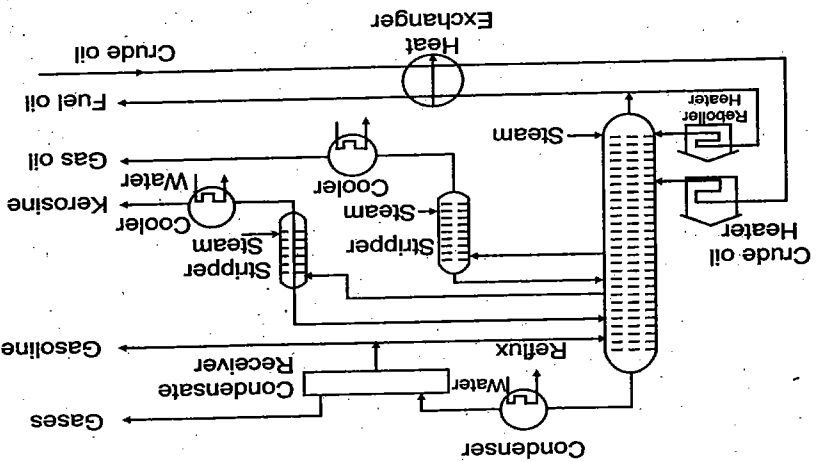 Condenser
Gases
Water
Condensate
Receiver
Reflux
Gasoline
Crude oil
Heater
Stripper
Steam
Stripper
Steam
Cooler
Water
Kerosine
Cooler
Gas oil
Steam
Reboiler
Heater
Fuel oil
Heat
Exchanger
Crude oil